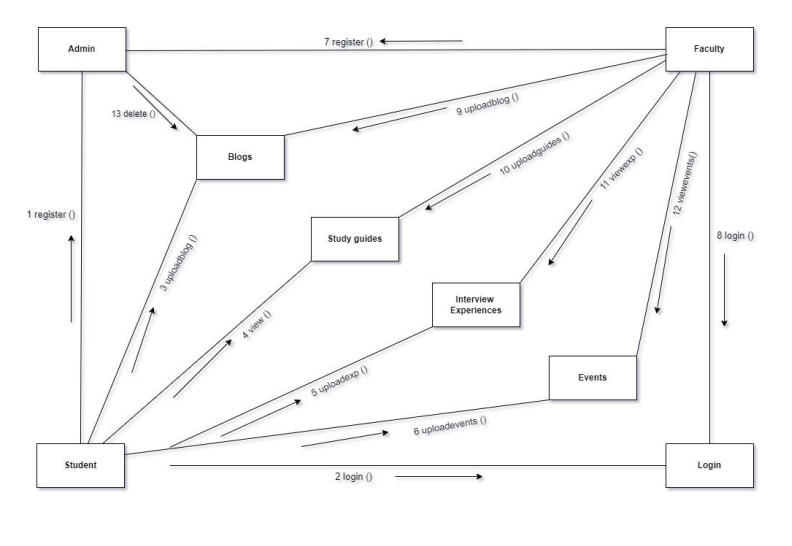 7 register ()
Admin
Faculty
13 delete ()
9 uploadblog ()
Blogs
10 uploadguides ()
11 viewexp ()
12 viewevents()
1 register ()
Study guides
8 login ()
3 uploadblog ()
Interview
Experiences
4 view ()
5 uploadexp ()
Events
6 uploadevents ()
Student
Login
2 login ()